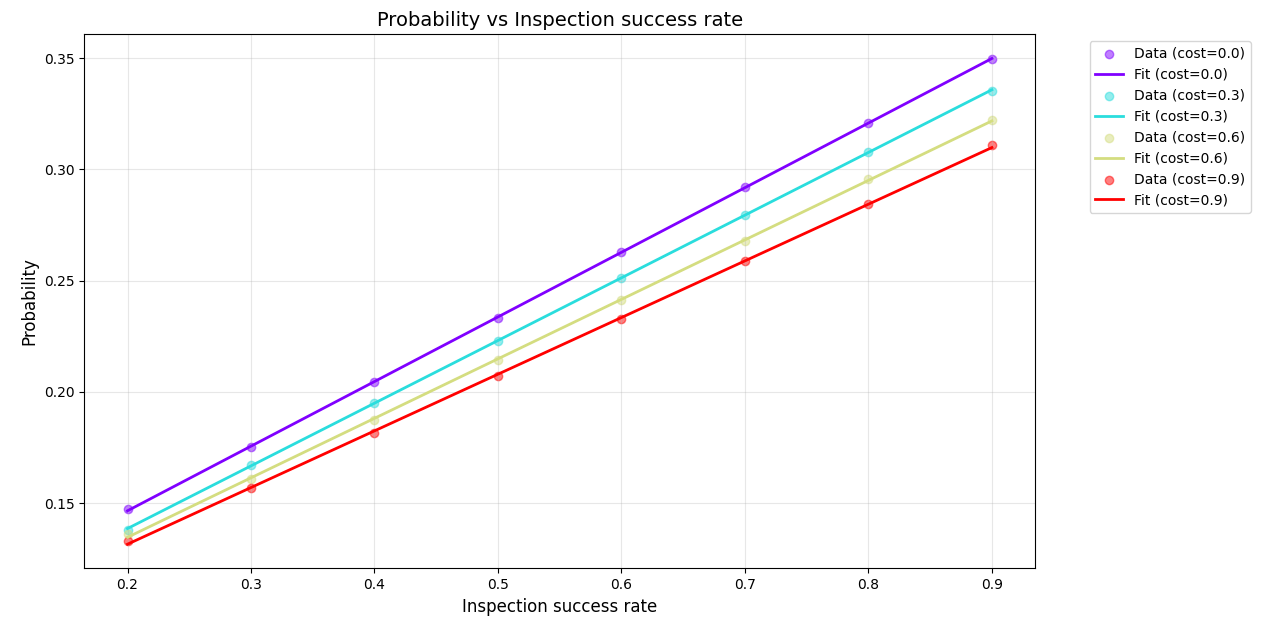 Probability vs Inspection success rate
Probability
0.35
0.30
0.25
0.20
0.15
0.2 0.3 0.4 0.5 0.6 0.7 0.8 0.9
Inspection success rate
Data (cost=0.0)
Fit (cost=0.0)
Data (cost=0.3)
Fit (cost=0.3)
Data (cost=0.6)
Fit (cost=0.6)
Data (cost=0.9)
Fit (cost=0.9)